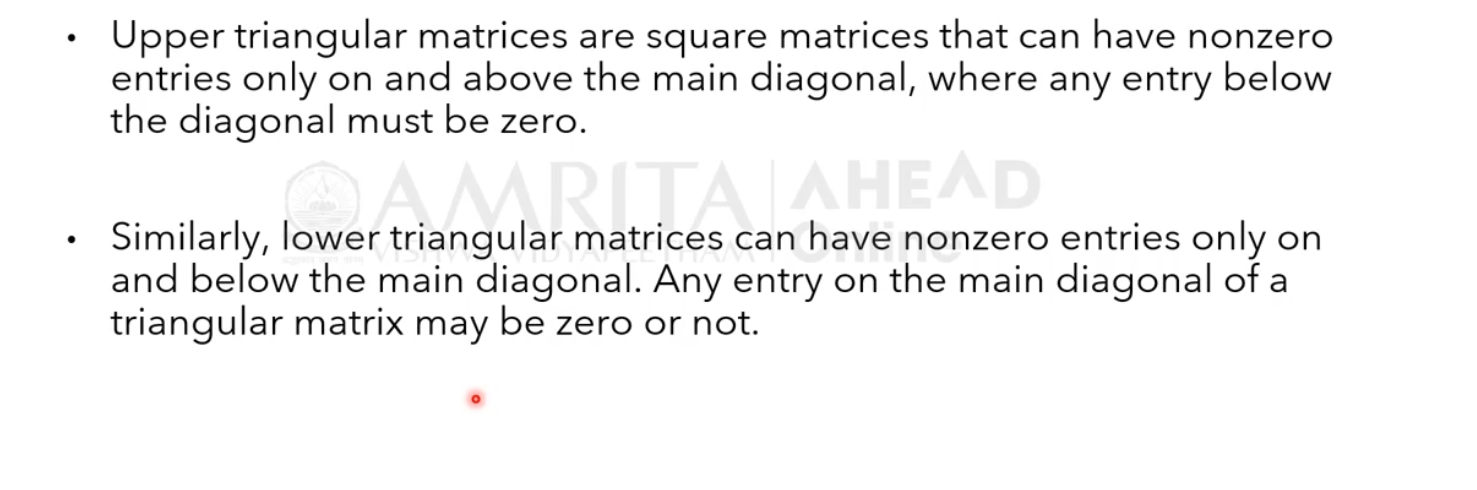 • Upper triangular matrices are square matrices that can have nonzero
entries only on and above the main diagonal, where any entry below
the diagonal must be zero.
AMRITA AHEAD
VISHWA VIDYAPEETHAM Online
• Similarly, lower triangular matrices can have nonzero entries only on
and below the main diagonal. Any entry on the main diagonal of a
triangular matrix may be zero or not.